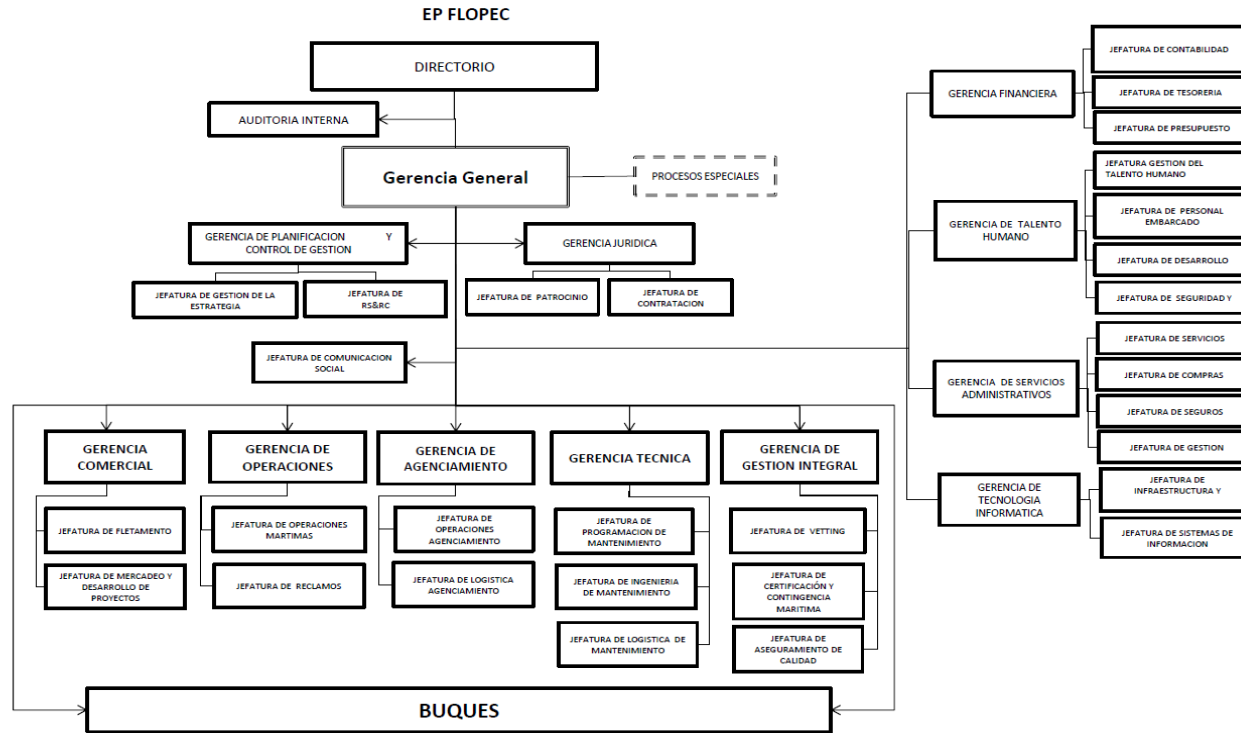 EP FLOPEC
DIRECTORIO
AUDITORIA INTERNA
Gerencia General
PROCESOS ESPECIALES
GERENCIA DE PLANIFICACION Y
CONTROL DE GESTION
GERENCIA JURIDICA
JEFATURA DE GESTION DE LA
ESTRATEGIA
JEFATURA DE
RS&RC
JEFATURA DE PATROCINIO
JEFATURA DE
CONTRATACION
JEFATURA DE COMUNICACION
SOCIAL
GERENCIA
COMERCIAL
JEFATURA DE FLETAMENTO
JEFATURA DE MERCADEO Y
DESARROLLO DE
PROYECTOS
GERENCIA DE
OPERACIONES
JEFATURA DE OPERACIONES
MARTIMAS
JEFATURA DE RECLAMOS
GERENCIA DE
AGENCIAMIENTO
JEFATURA DE
OPERACIONES
AGENCIAMIENTO
JEFATURA DE LOGISTICA
AGENCIAMIENTO
GERENCIA TECNICA
JEFATURA DE
PROGRAMACION DE
MANTENIMIENTO
JEFATURA DE INGENIERIA
DE MANTENIMIENTO
JEFATURA DE LOGISTICA DE
MANTENIMIENTO
GERENCIA DE
GESTION INTEGRAL
JEFATURA DE VETTING
JEFATURA DE
CERTIFICACIÓN Y
CONTINGENCIA
MARITIMA
JEFATURA DE
ASEGURAMIENTO DE
CALIDAD
BUQUES
GERENCIA FINANCIERA
JEFATURA DE CONTABILIDAD
JEFATURA DE TESORERIA
JEFATURA DE PRESUPUESTO
GERENCIA DE TALENTO
HUMANO
JEFATURA GESTION DEL
TALENTO HUMANO
JEFATURA DE PERSONAL
EMBARCADO
JEFATURA DE DESARROLLO
JEFATURA DE SEGURIDAD Y
GERENCIA DE SERVICIOS
ADMINISTRATIVOS
JEFATURA DE SERVICIOS
JEFATURA DE COMPRAS
JEFATURA DE SEGUROS
JEFATURA DE GESTION
GERENCIA DE
TECNOLOGIA
INFORMATICA
JEFATURA DE
INFRAESTRUCTURA Y
JEFATURA DE SISTEMAS DE
INFORMACION